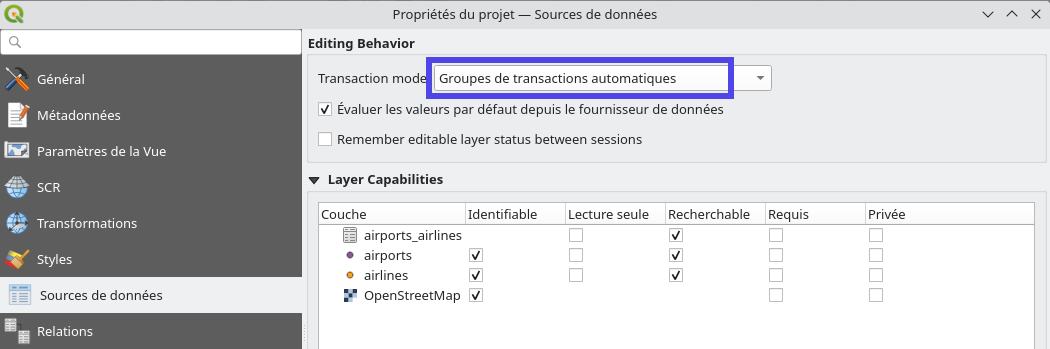 Propriétés du projet — Sources de données
Général
Métadonnées
Paramètres de la Vue
SCR
Transformations
Styles
Sources de données
Relations
Editing Behavior
Transaction mode Groupes de transactions automatiques
Évaluer les valeurs par défaut depuis le fournisseur de données
Remember editable layer status between sessions
Layer Capabilities
Couche Identifiable Lecture seule Recherchable Requis Privée
airports_airlines
airports
airlines
OpenStreetMap